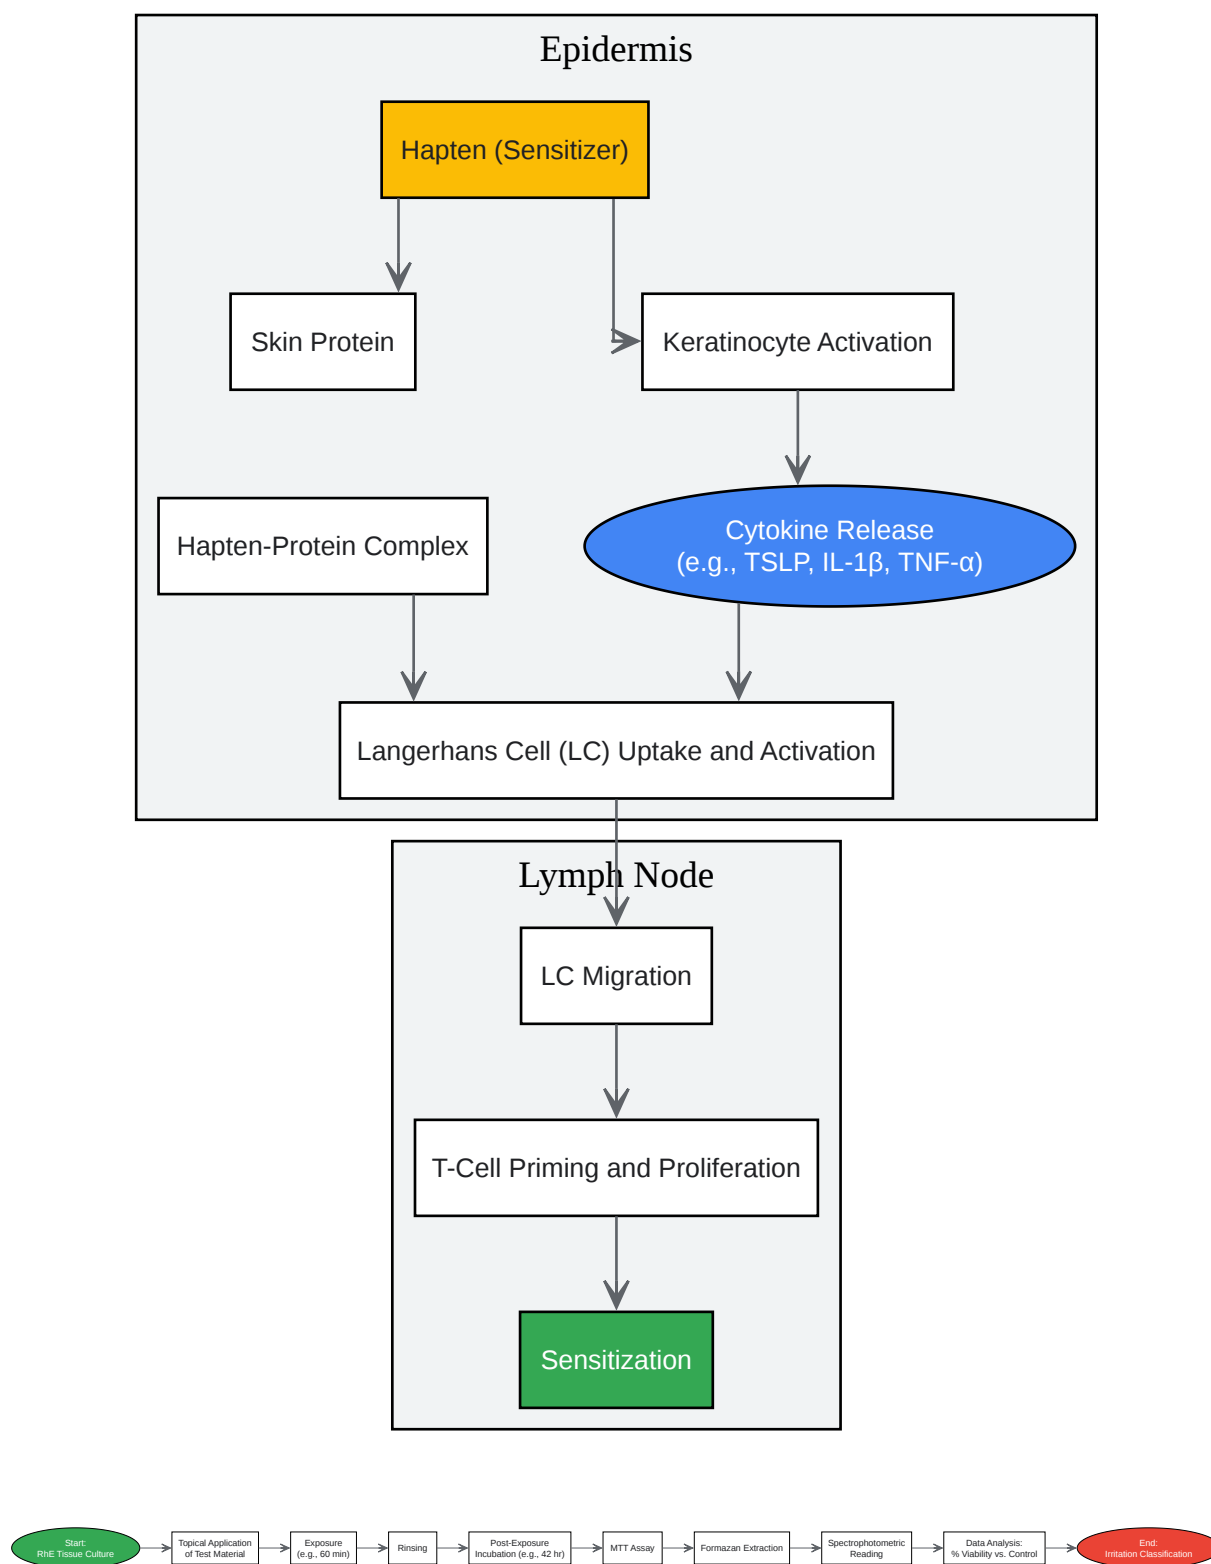 Epidermis
Hapten (Sensitizer)
Skin Protein
Keratinocyte Activation
Hapten-Protein Complex
Cytokine Release
(e.g., TSLP, IL-1β, TNF-α)
Langerhans Cell (LC) Uptake and Activation
Lymph Node
LC Migration
T-Cell Priming and Proliferation
Sensitization
Start:
RhE Tissue Culture
Topical Application
of Test Material
Exposure
(e.g., 60 min)
Rinsing
Post-Exposure
Incubation (e.g., 42 hr)
MTT Assay
Formazan Extraction
Spectrophotometric
Reading
Data Analysis:
% Viability vs. Control
End:
Irritation Classification